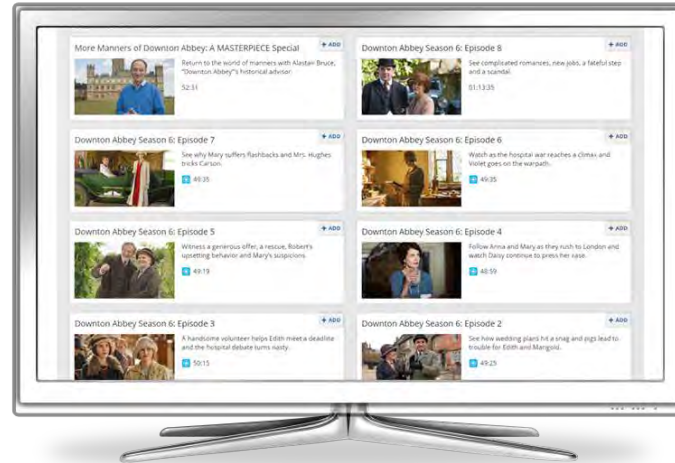 More Manners of Downton Abbey: A MASTERPIECE Special
+ ADD
Return to the world of manners with Alastair Bruce,
"Downton Abbey"'s historical advisor.
52:51
Downton Abbey Season 6: Episode 8
+ ADD
See complicated romances, new jobs, a fateful step
and a scandal.
01:13:35
Downton Abbey Season 6: Episode 7
+ ADD
See why Mary suffers flashbacks and Mrs. Hughes
tricks Carson.
+ 49:35
Downton Abbey Season 6: Episode 6
+ ADD
Watch as the hospital war reaches a climax and
Violet goes on the warpath.
+ 49:35
Downton Abbey Season 6: Episode 5
+ ADD
Witness a generous offer, a rescue, Robert's
upsetting behavior and Mary's suspicions.
+ 49:19
Downton Abbey Season 6: Episode 4
+ ADD
Follow Anna and Mary as they rush to London and
watch Daisy continue to press her case.
+ 48:59
Downton Abbey Season 6: Episode 3
+ ADD
A handsome volunteer helps Edith meet a deadline
and the hospital debate turns nasty.
+ 50:15
Downton Abbey Season 6: Episode 2
+ ADD
See how wedding plans hit a snag and pigs lead to
trouble for Edith and Marigold.
+ 49:25